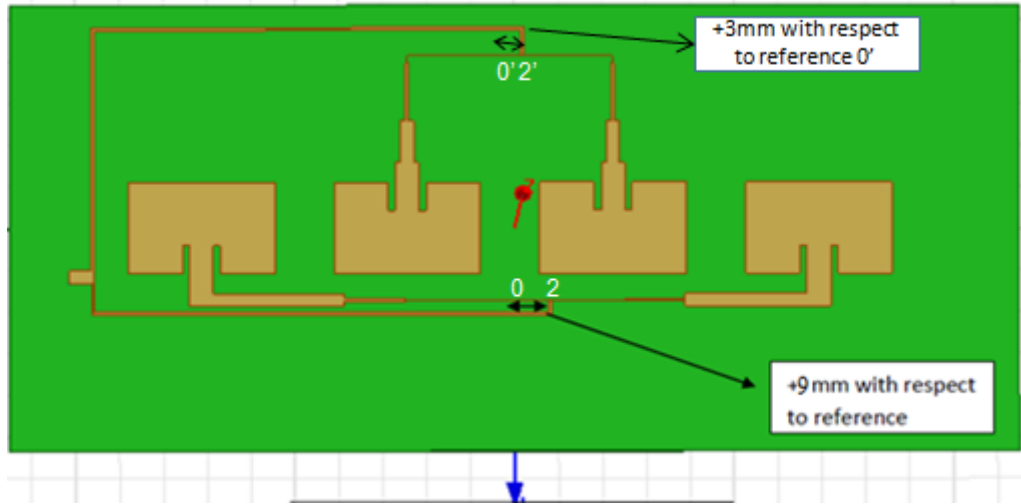 +3mm with respect
to reference 0'
0'2'
0 2
+9mm with respect
to reference